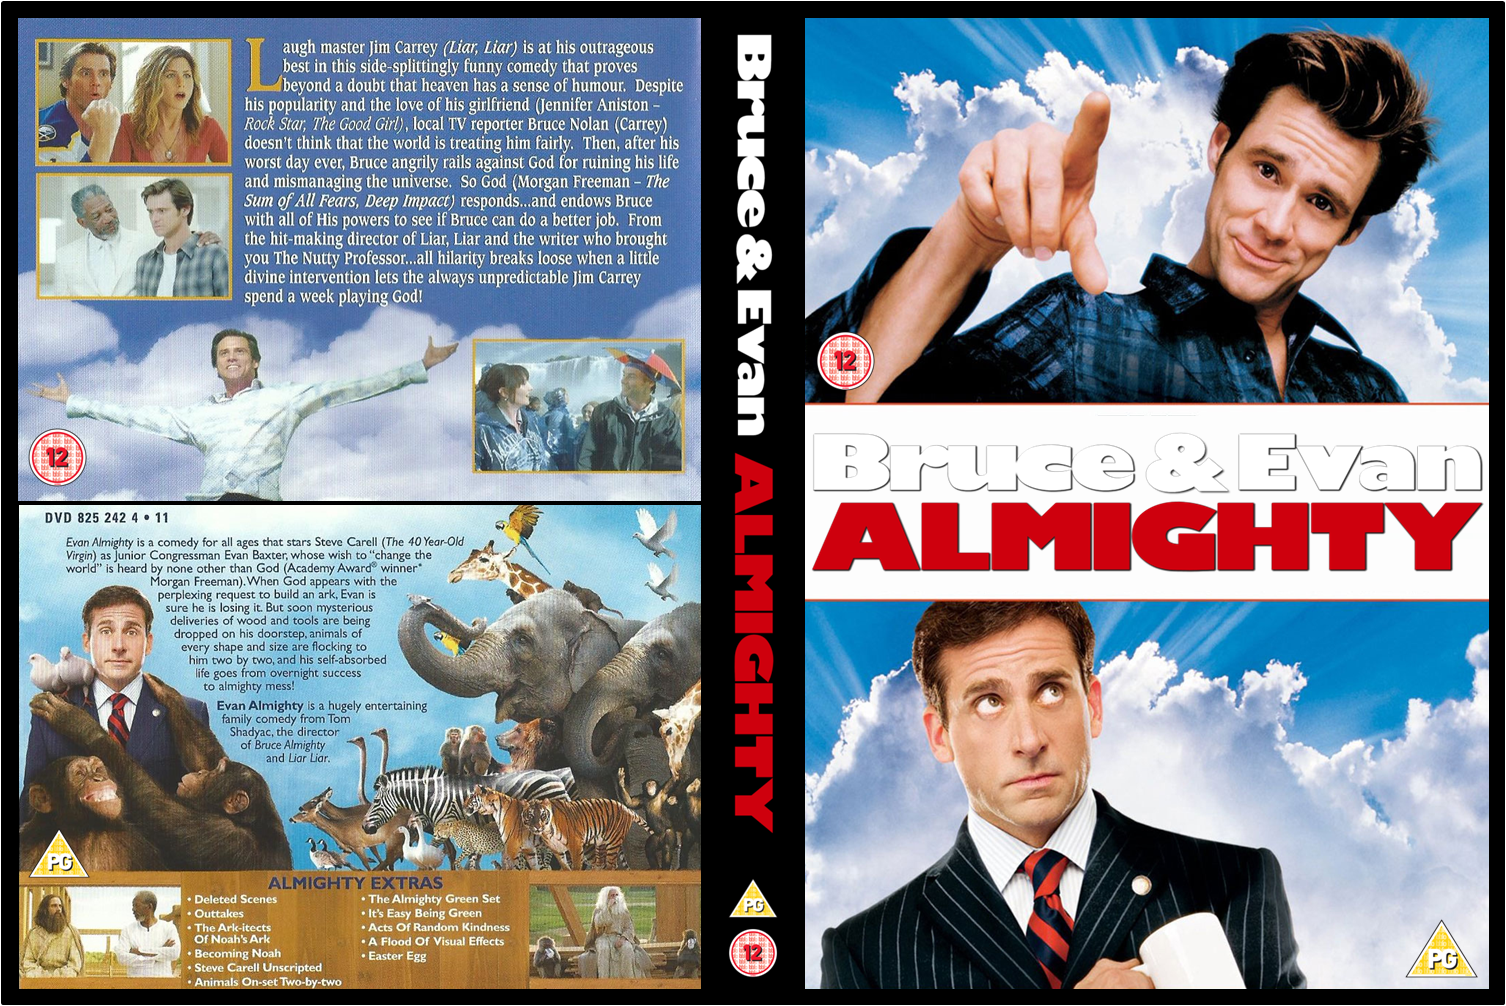 Laugh master Jim Carrey (Liar, Liar) is at his outrageous
best in this side-splittingly funny comedy that proves
beyond a doubt that heaven has a sense of humour. Despite
his popularity and the love of his girlfriend (Jennifer Aniston –
Rock Star, The Good Girl), local TV reporter Bruce Nolan (Carrey)
doesn't think that the world is treating him fairly. Then, after his
worst day ever, Bruce angrily rails against God for ruining his life
and mismanaging the universe. So God (Morgan Freeman – The
Sum of All Fears, Deep Impact) responds...and endows Bruce
with all of His powers to see if Bruce can do a better job. From
the hit-making director of Liar, Liar and the writer who brought
you The Nutty Professor...all hilarity breaks loose when a little
divine intervention lets the always unpredictable Jim Carrey
spend a week playing God!
12
DVD 825 242 4 • 11
Evan Almighty is a comedy for all ages that stars Steve Carell (The 40 Year-Old
Virgin) as Junior Congressman Evan Baxter, whose wish to "change the
world" is heard by none other than God (Academy Award® winner*
Morgan Freeman). When God appears with the
perplexing request to build an ark, Evan is
sure he is losing it. But soon mysterious
deliveries of wood and tools are being
dropped on his doorstep, animals of
every shape and size are flocking to
him two by two, and his self-absorbed
life goes from overnight success
to almighty mess!
Evan Almighty is a hugely entertaining
family comedy from Tom
Shadyac, the director
of Bruce Almighty
and Liar Liar.
PG
ALMIGHTY EXTRAS
• Deleted Scenes
• Outtakes
• The Ark-itects
Of Noah's Ark
• Becoming Noah
• Steve Carell Unscripted
• Animals On-set Two-by-two
• The Almighty Green Set
• It's Easy Being Green
• Acts Of Random Kindness
• A Flood Of Visual Effects
• Easter Egg
Bruce & Evan ALMIGHTY
PG
12
12
Bruce & Evan
ALMIGHTY
PG